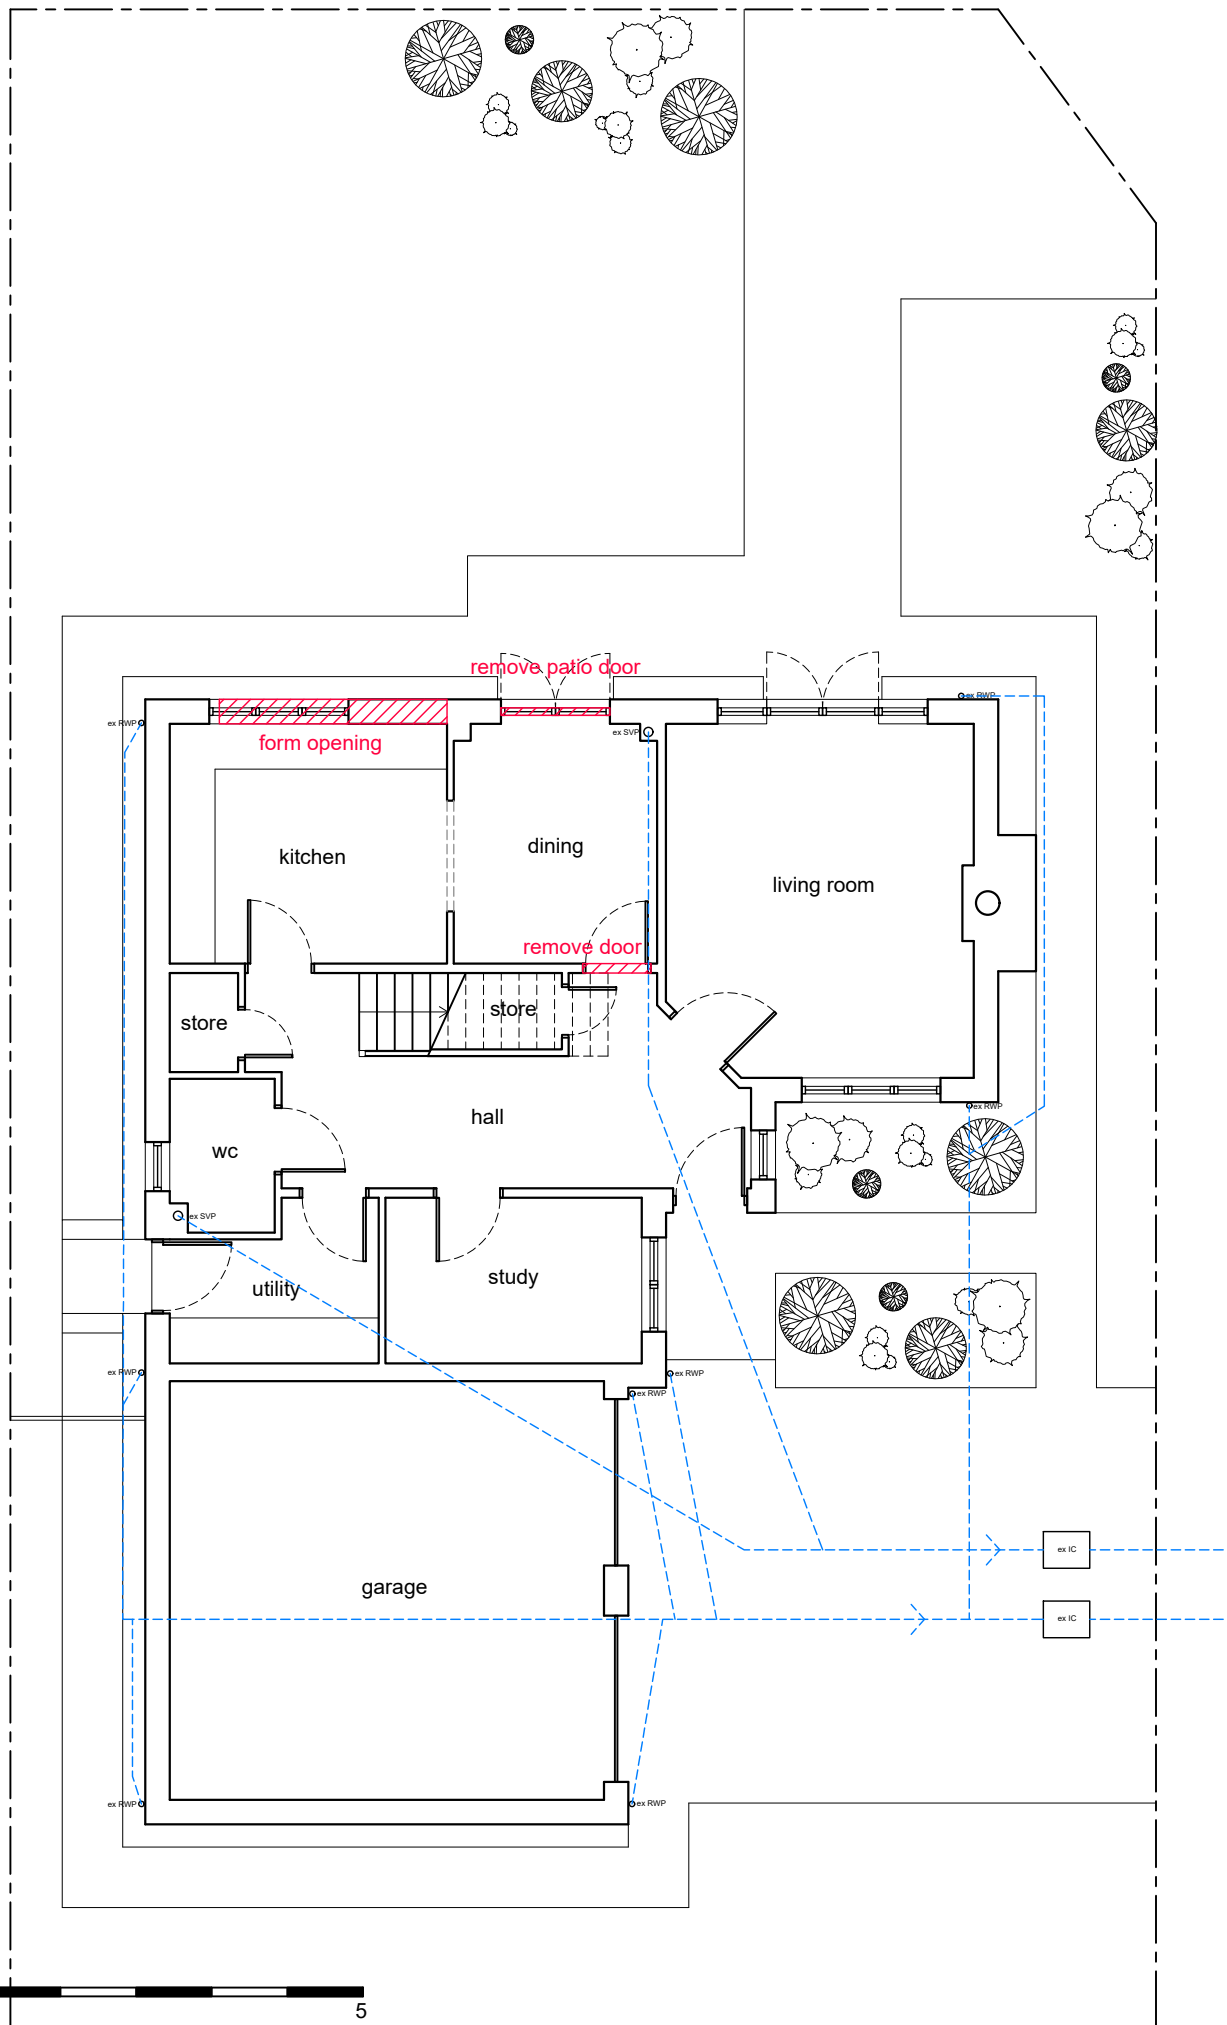 remove patio door
ex RWP
ex RWP
ex SVP
form opening
dining
kitchen
living room
remove door
store
store
ex RWP
hall
wc
ex SVP
study
utility
ex RWP
ex RWP
ex RWP
ex IC
garage
ex IC
ex RWP
ex RWP
5